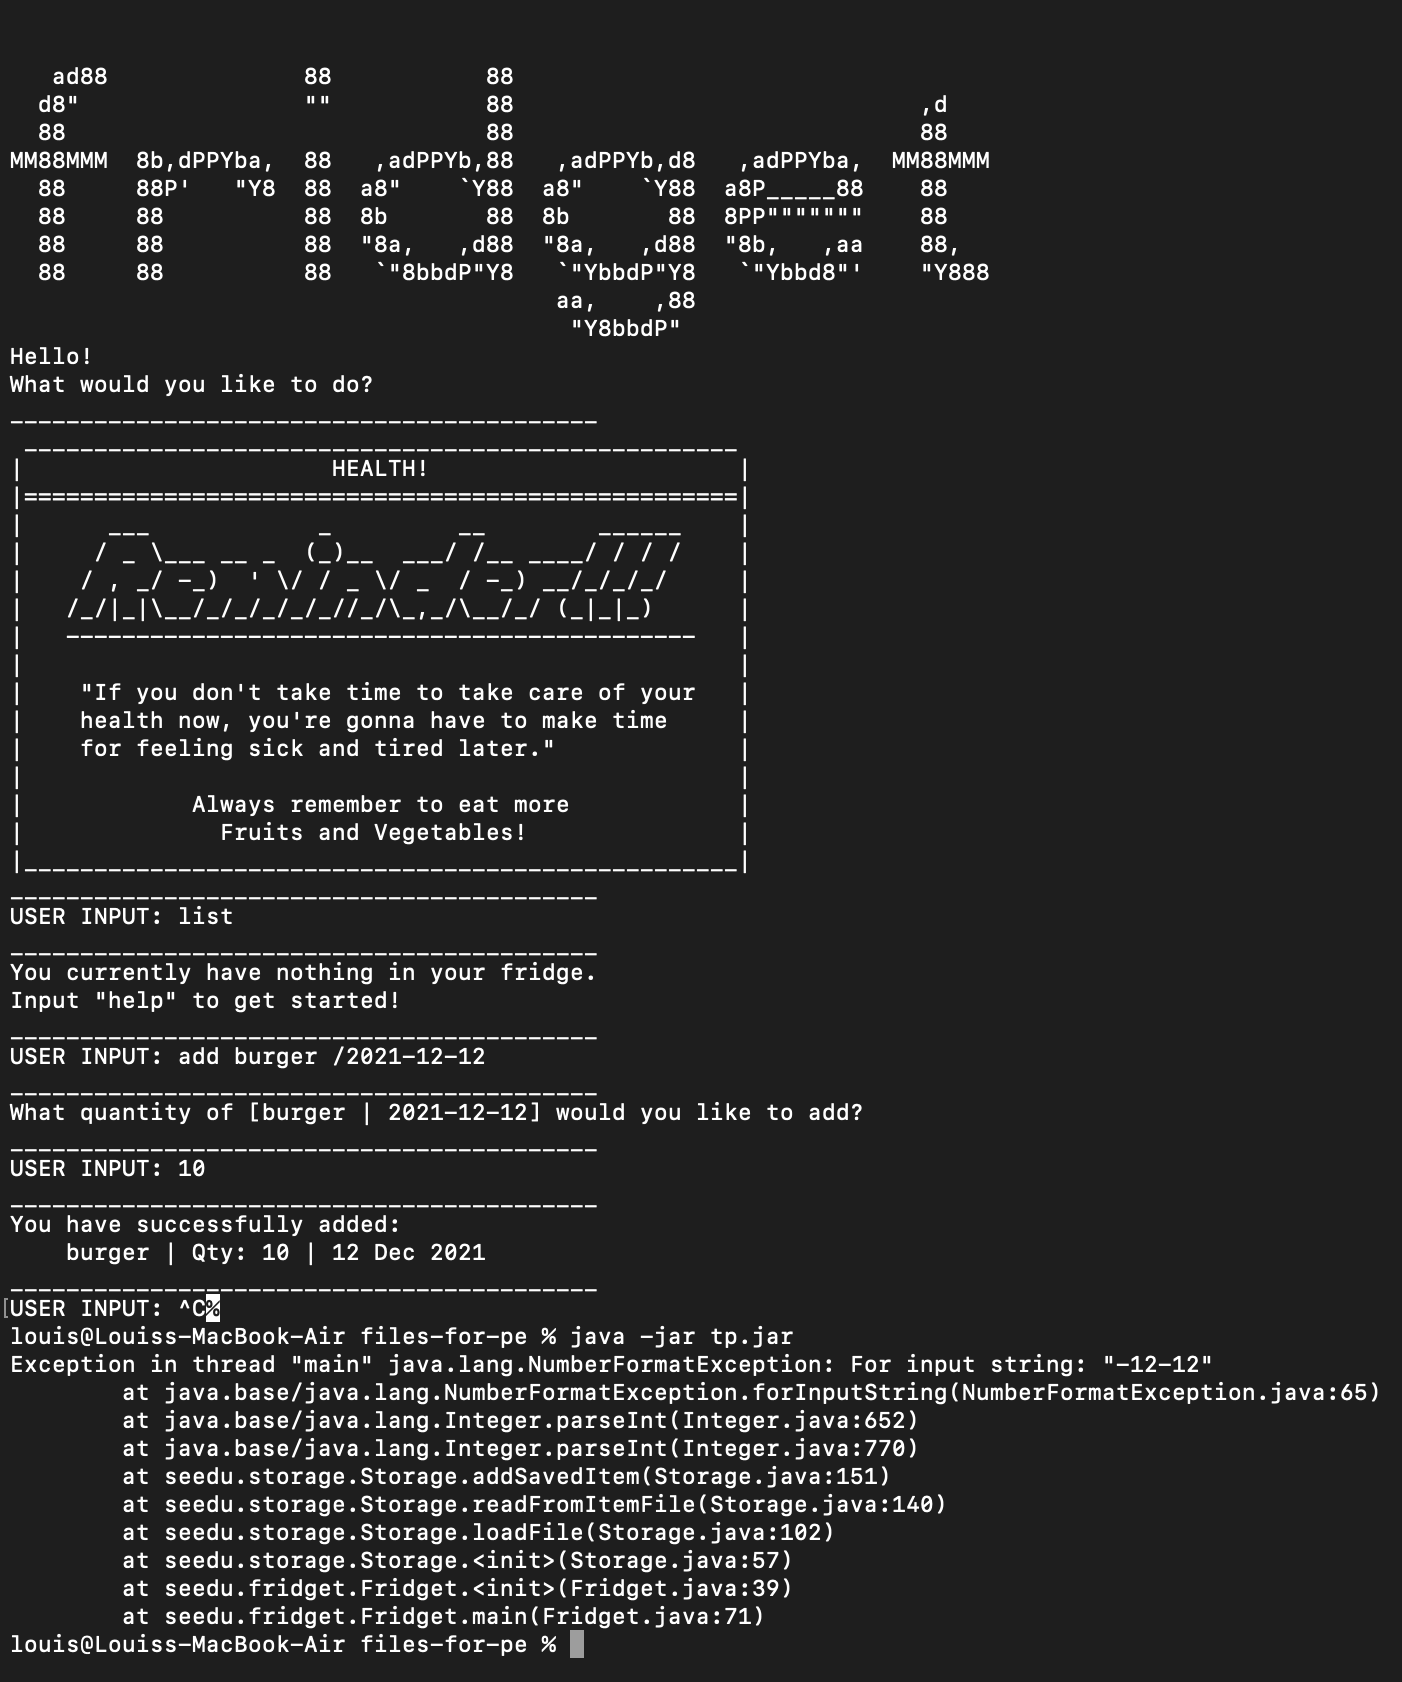 ad88              88           88
  d8"                ""           88                             ,d
  88                              88                             88
MM88MMM  8b,dPPYba,  88   ,adPPYb,88   ,adPPYb,d8   ,adPPYba,  MM88MMM
  88     88P'   "Y8  88  a8"    `Y88  a8"    `Y88  a8P_____88    88
  88     88          88  8b       88  8b       88  8PP"""""""    88
  88     88          88  "8a,   ,d88  "8a,   ,d88  "8b,   ,aa    88,
  88     88          88   `"8bbdP"Y8   `"YbbdP"Y8   `"Ybbd8"'    "Y888
                                       aa,    ,88
                                        "Y8bbdP"
Hello!
What would you like to do?
__________________________________________
 ___________________________________________________
|                      HEALTH!                      |
|===================================================|
|      ___            _         __        ______    |
|     / _ \___ __ _  (_)__  ___/ /__ ____/ / / /    |
|    / , _/ -_)  ' \/ / _ \/ _  / -_) __/_/_/_/     |
|   /_/|_|\__/_/_/_/_/_//_/\_,_/\__/_/ (_|_|_)      |
|   ---------------------------------------------   |
|                                                   |
|    "If you don't take time to take care of your   |
|    health now, you're gonna have to make time     |
|    for feeling sick and tired later."             |
|                                                   |
|            Always remember to eat more            |
|              Fruits and Vegetables!               |
|___________________________________________________|
__________________________________________
USER INPUT: list
__________________________________________
You currently have nothing in your fridge.
Input "help" to get started!
__________________________________________
USER INPUT: add burger /2021-12-12
__________________________________________
What quantity of [burger | 2021-12-12] would you like to add?
__________________________________________
USER INPUT: 10
__________________________________________
You have successfully added:
    burger | Qty: 10 | 12 Dec 2021
__________________________________________
USER INPUT: ^C%
louis@Louiss-MacBook-Air files-for-pe % java -jar tp.jar
Exception in thread "main" java.lang.NumberFormatException: For input string: "-12-12"
        at java.base/java.lang.NumberFormatException.forInputString(NumberFormatException.java:65)
        at java.base/java.lang.Integer.parseInt(Integer.java:652)
        at java.base/java.lang.Integer.parseInt(Integer.java:770)
        at seedu.storage.Storage.addSavedItem(Storage.java:151)
        at seedu.storage.Storage.readFromItemFile(Storage.java:140)
        at seedu.storage.Storage.loadFile(Storage.java:102)
        at seedu.storage.Storage.<init>(Storage.java:57)
        at seedu.fridget.Fridget.<init>(Fridget.java:39)
        at seedu.fridget.Fridget.main(Fridget.java:71)
louis@Louiss-MacBook-Air files-for-pe %